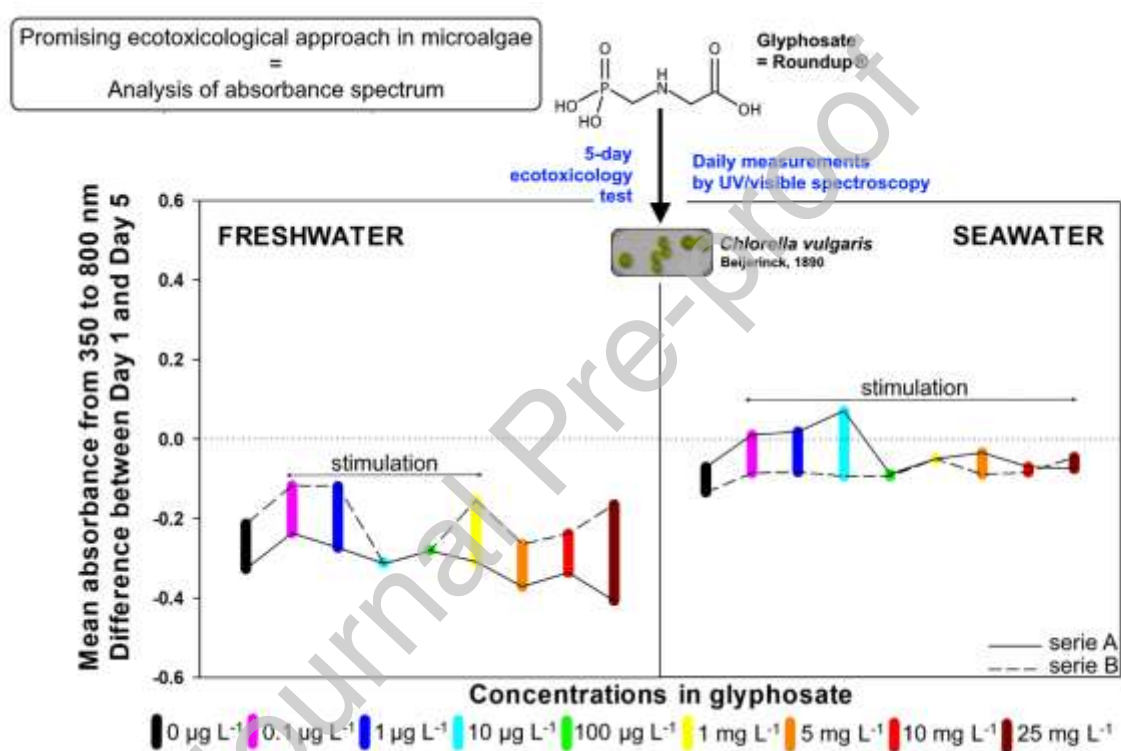 Promising ecotoxicological approach in microalgae
=
Analysis of absorbance spectrum
Glyphosate
= Roundup®
O
O
H
N
P
HO
HO
OH
5-day
ecotoxicology
test
Daily measurements
by UV/visible spectroscopy
Mean absorbance from 350 to 800 nm
Difference between Day 1 and Day 5
0.6
0.4
0.2
0.0
-0.2
-0.4
-0.6
FRESHWATER
SEAWATER
Chlorella vulgaris
Beijerinck, 1890
stimulation
stimulation
serie A
serie B
Concentrations in glyphosate
0 µg L⁻¹ 0.1 µg L⁻¹ 1 µg L⁻¹ 10 µg L⁻¹ 100 µg L⁻¹ 1 mg L⁻¹ 5 mg L⁻¹ 10 mg L⁻¹ 25 mg L⁻¹
Journal Pre-proof